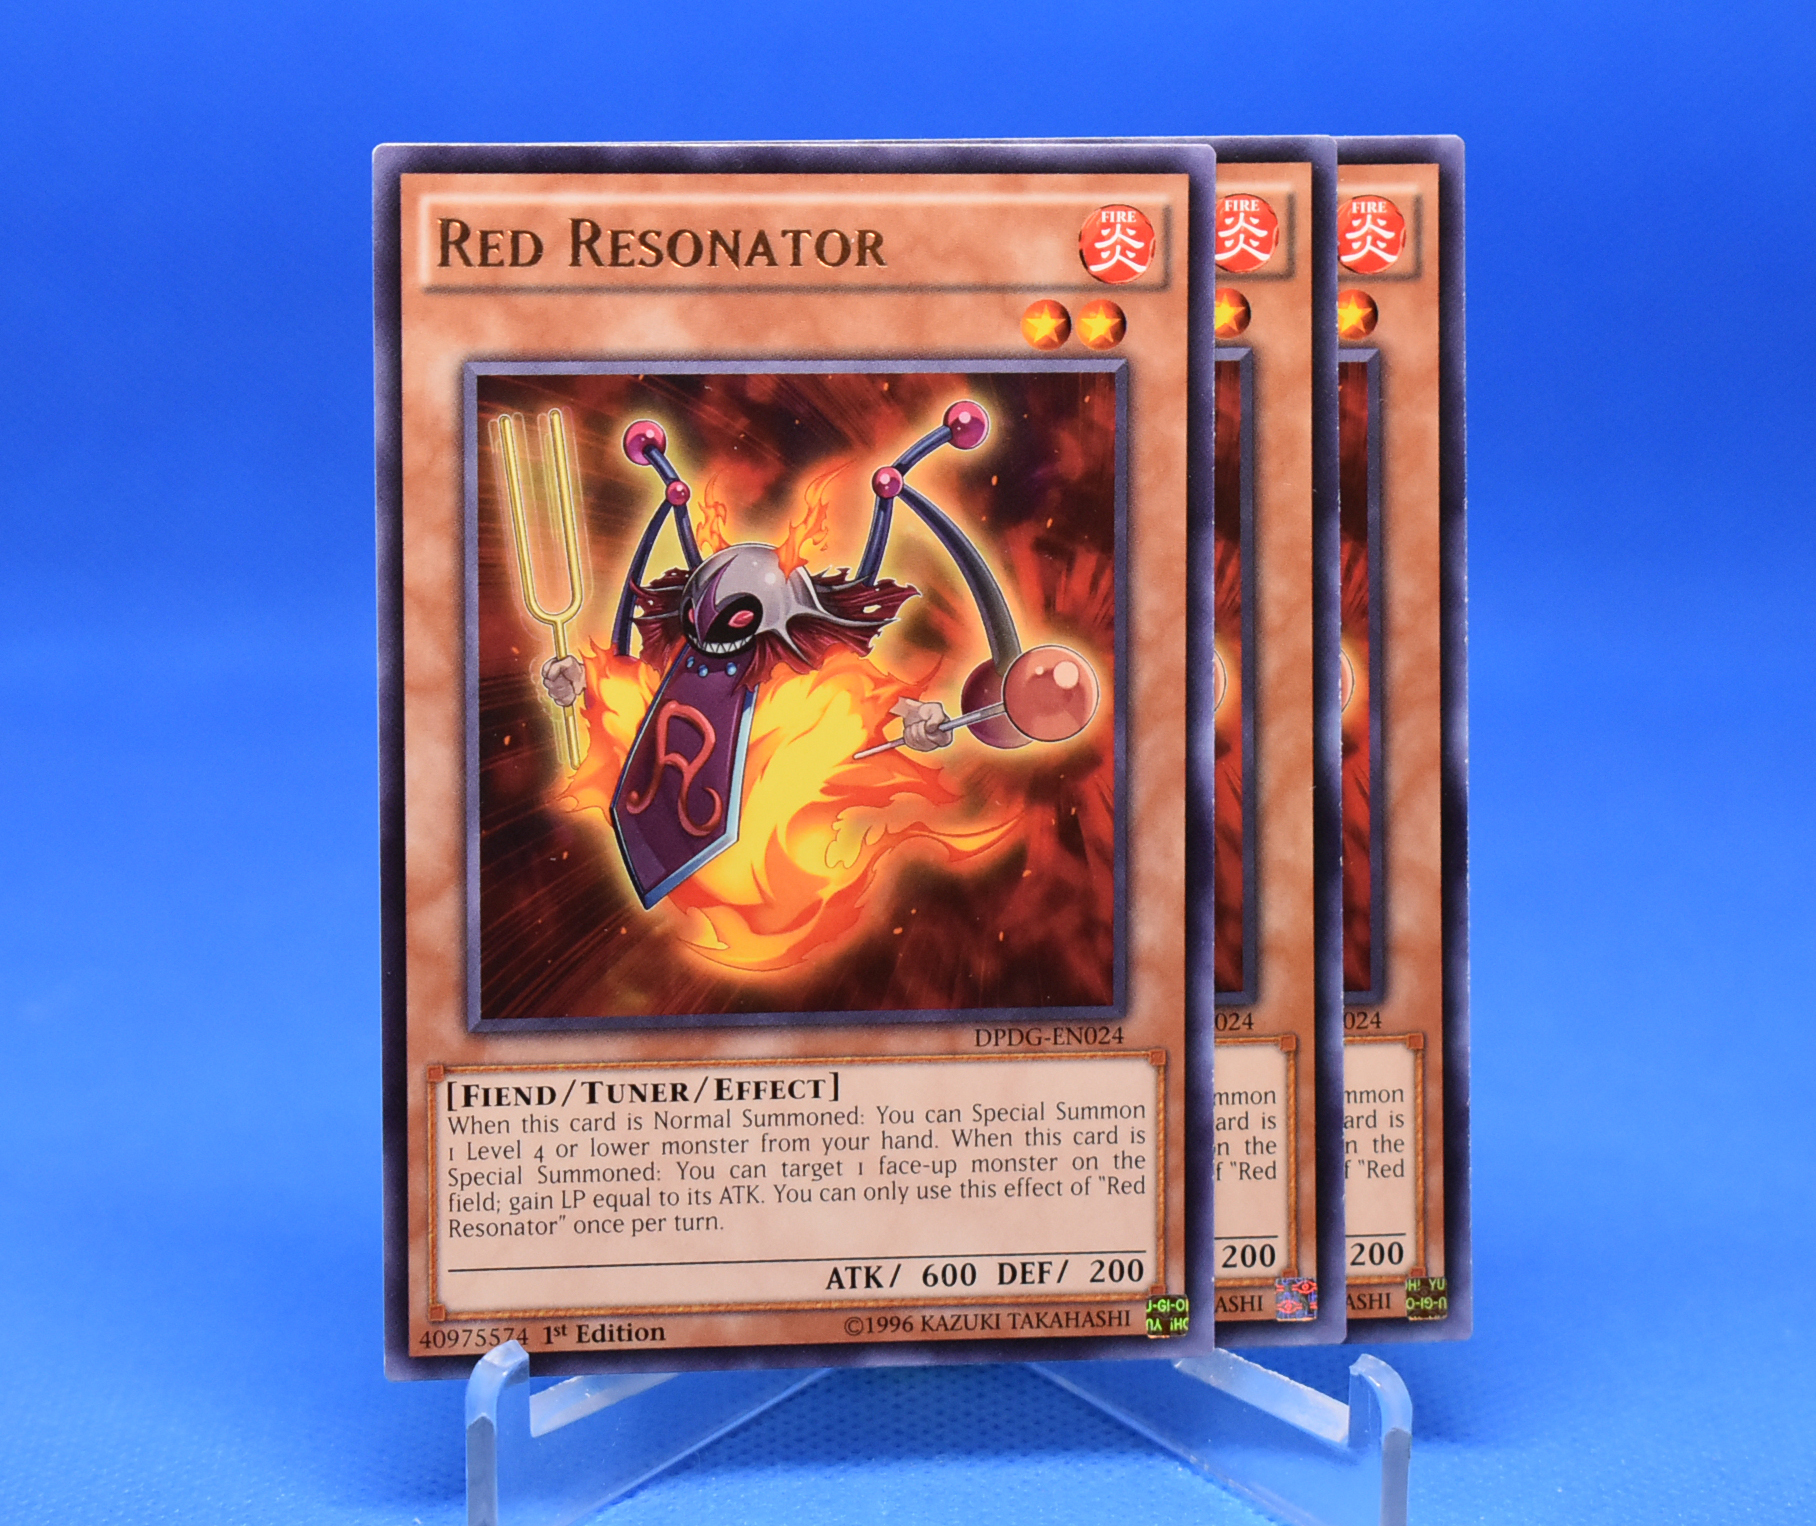 RED RESONATOR
FIRE
炎
FIRE
炎
FIRE
炎
DPDG-EN024
024
024
[FIEND/TUNER/EFFECT]
When this card is Normal Summoned: You can Special Summon
1 Level 4 or lower monster from your hand. When this card is
Special Summoned: You can target 1 face-up monster on the
field; gain LP equal to its ATK. You can only use this effect of "Red
Resonator" once per turn.
mmon
ard is
n the
f "Red
mmon
ard is
n the
f "Red
ATK/ 600 DEF/ 200
200
200
40975574 1st Edition
©1996 KAZUKI TAKAHASHI
ASHI
ASHI